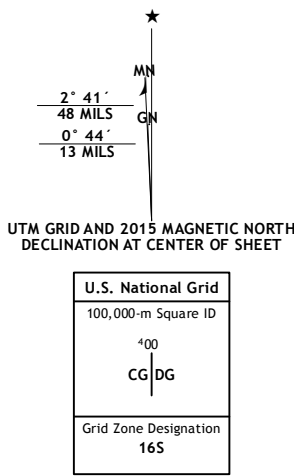 ★
MN
2° 41´
48 MILS
GN
0° 44´
13 MILS
UTM GRID AND 2015 MAGNETIC NORTH
DECLINATION AT CENTER OF SHEET
U.S. National Grid
100,000-m Square ID
⁴00
CG DG
Grid Zone Designation
16S